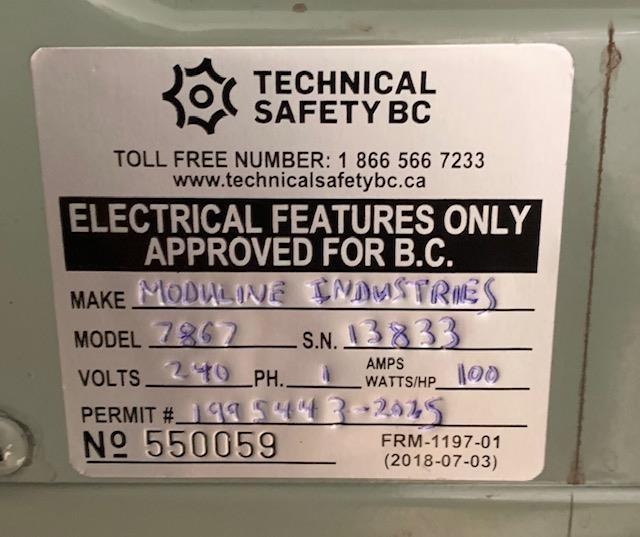 TECHNICAL
SAFETY BC
TOLL FREE NUMBER: 1 866 566 7233
www.technicalsafetybc.ca
ELECTRICAL FEATURES ONLY
APPROVED FOR B.C.
MAKE MODULINE INDUSTRIES
MODEL 7867 S.N. 13833
VOLTS 240 PH. 1 AMPS WATTS/HP 100
PERMIT # 1995443-2025
Nº 550059 FRM-1197-01
(2018-07-03)